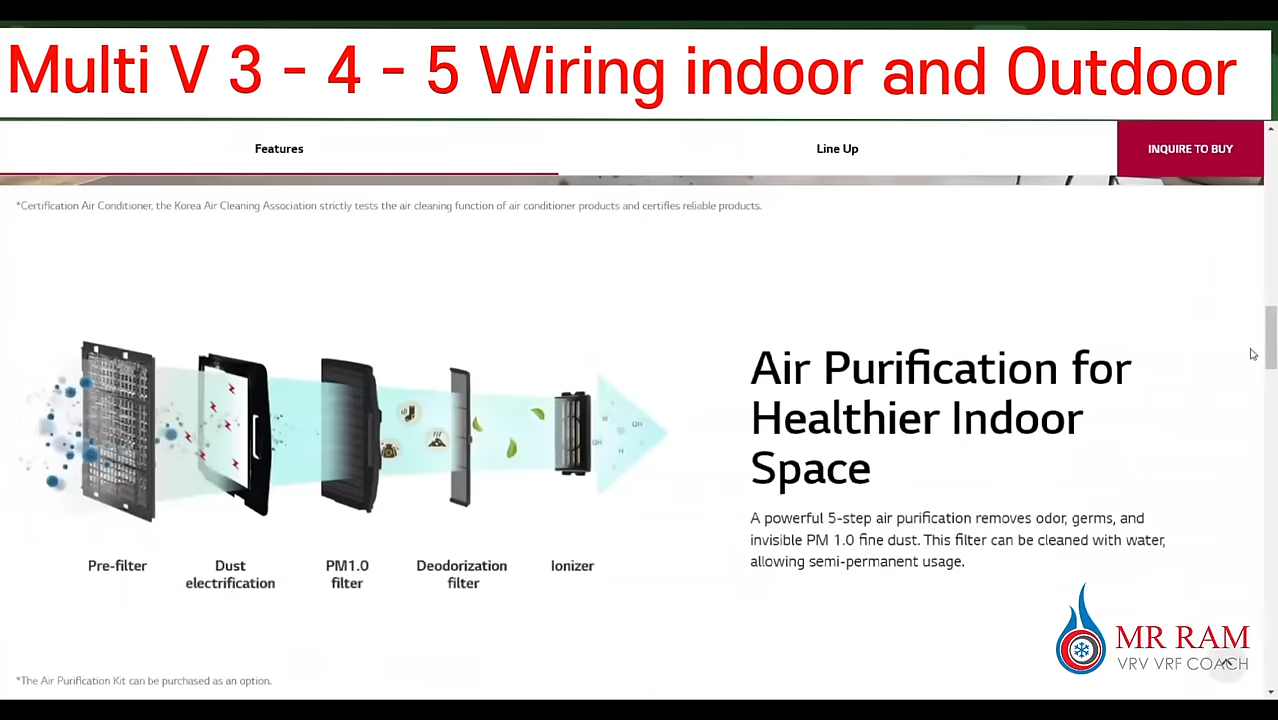 Multi V 3 - 4 - 5 Wiring indoor and Outdoor
Features
Line Up
INQUIRE TO BUY
*Certification Air Conditioner, the Korea Air Cleaning Association strictly tests the air cleaning function of air conditioner products and certifies reliable products.
Air Purification for
Healthier Indoor
Space
A powerful 5-step air purification removes odor, germs, and
invisible PM 1.0 fine dust. This filter can be cleaned with water,
allowing semi-permanent usage.
H
OH
OH
H
Pre-filter
Dust
electrification
PM1.0
filter
Deodorization
filter
Ionizer
MR RAM
VRV VRF COACH
*The Air Purification Kit can be purchased as an option.